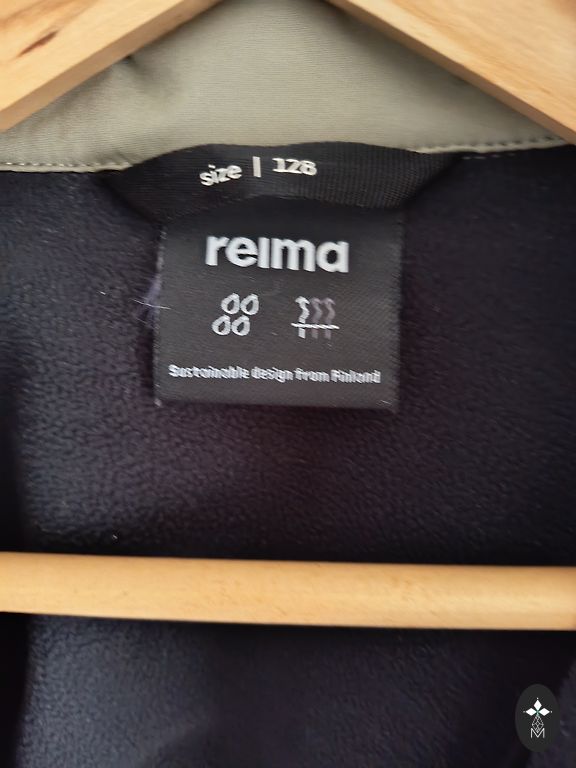 size | 128
reima
Sustainable design from Finland
M